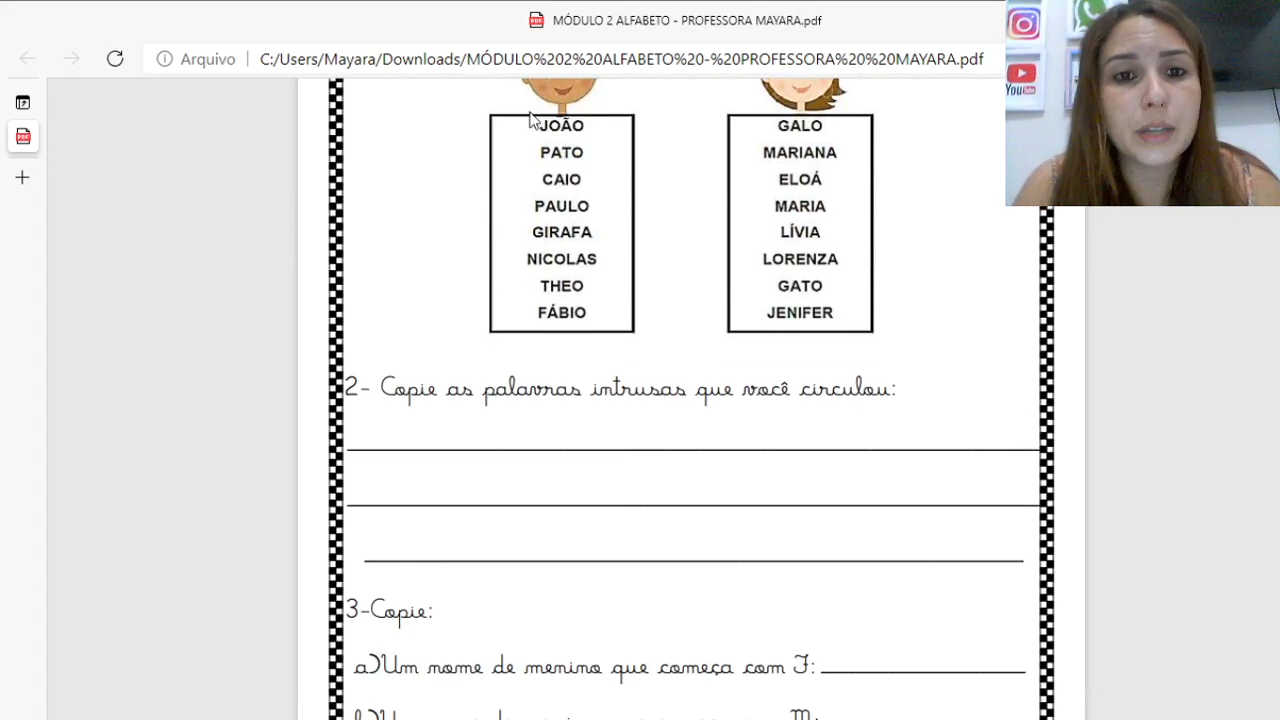 MÓDULO 2 ALFABETO - PROFESSORA MAYARA.pdf
Arquivo | C:/Users/Mayara/Downloads/MÓDULO%202%20ALFABETO%20-%20PROFESSORA%20%20MAYARA.pdf
YouTube
JOÃO
PATO
CAIO
PAULO
GIRAFA
NICOLAS
THEO
FÁBIO
GALO
MARIANA
ELOÁ
MARIA
LÍVIA
LORENZA
GATO
JENIFER
2- Copie as palavras intrusas que você circulou:
3-Copie:
a) Um nome de menino que começa com F: